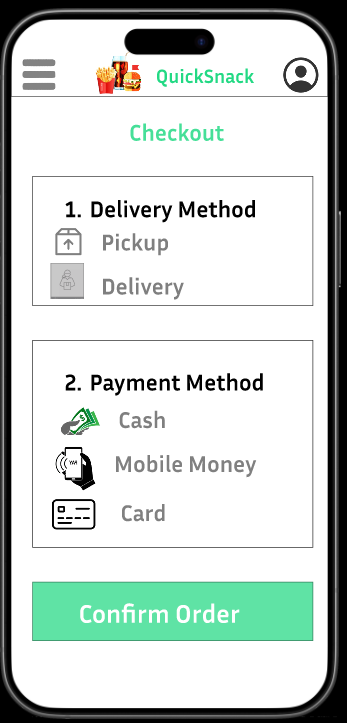 QuickSnack
Checkout
1. Delivery Method
Pickup
Delivery
2. Payment Method
Cash
Mobile Money
Card
Confirm Order